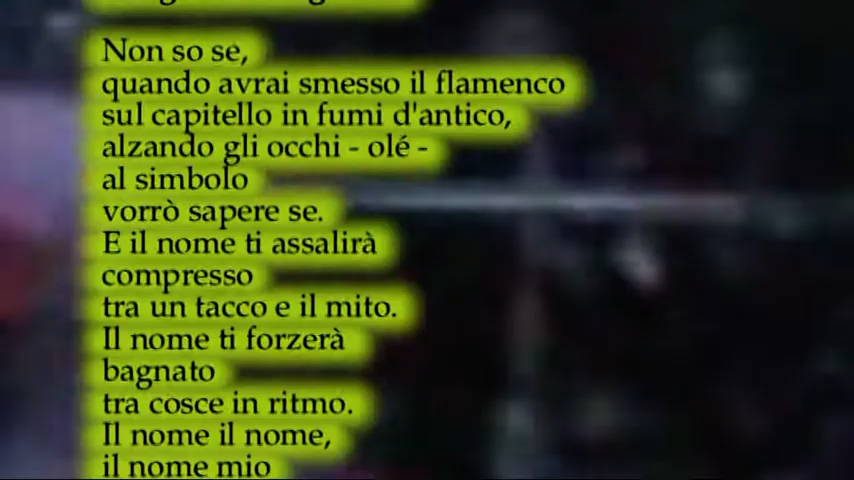 Non so se,
quando avrai smesso il flamenco
sul capitello in fumi d'antico,
alzando gli occhi - olé -
al simbolo
vorrò sapere se.
E il nome ti assalirà
compresso
tra un tacco e il mito.
Il nome ti forzerà
bagnato
tra cosce in ritmo.
Il nome il nome,
il nome mio